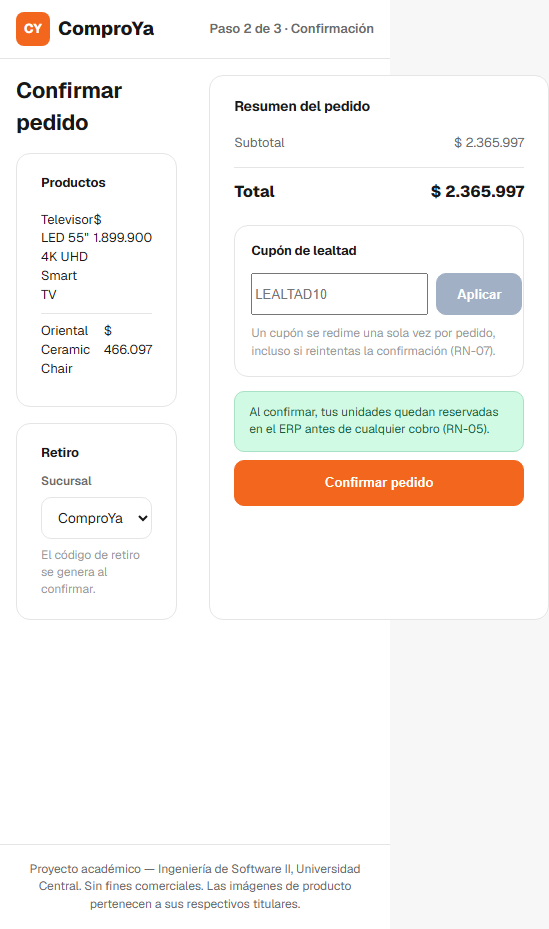 CY ComproYa
Paso 2 de 3 · Confirmación
Confirmar
pedido
Productos
Televisor$
LED 55" 1.899.900
4K UHD
Smart
TV
Oriental $
Ceramic 466.097
Chair
Retiro
Sucursal
ComproYa
El código de retiro
se genera al
confirmar.
Resumen del pedido
Subtotal $ 2.365.997
Total $ 2.365.997
Cupón de lealtad
LEALTAD10 Aplicar
Un cupón se redime una sola vez por pedido,
incluso si reintentas la confirmación (RN-07).
Al confirmar, tus unidades quedan reservadas
en el ERP antes de cualquier cobro (RN-05).
Confirmar pedido
Proyecto académico — Ingeniería de Software II, Universidad
Central. Sin fines comerciales. Las imágenes de producto
pertenecen a sus respectivos titulares.